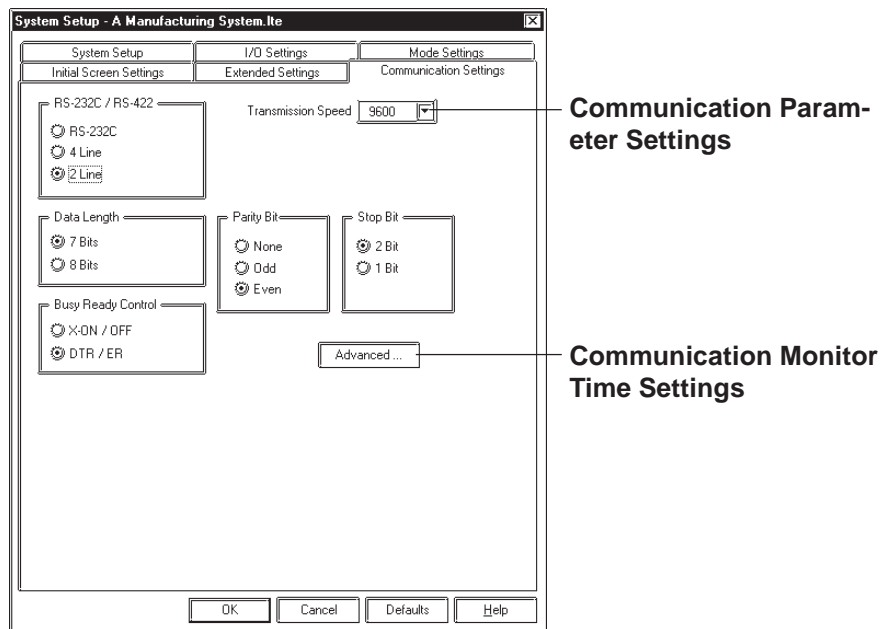 System Setup - A Manufacturing System.lte
System Setup
I/O Settings
Mode Settings
Initial Screen Settings
Extended Settings
Communication Settings
RS-232C / RS-422
RS-232C
4 Line
2 Line
Transmission Speed 9600
Communication Param-
eter Settings
Data Length
7 Bits
8 Bits
Parity Bit
None
Odd
Even
Stop Bit
2 Bit
1 Bit
Busy Ready Control
X-ON / OFF
DTR / ER
Advanced ...
Communication Monitor
Time Settings
OK
Cancel
Defaults
Help